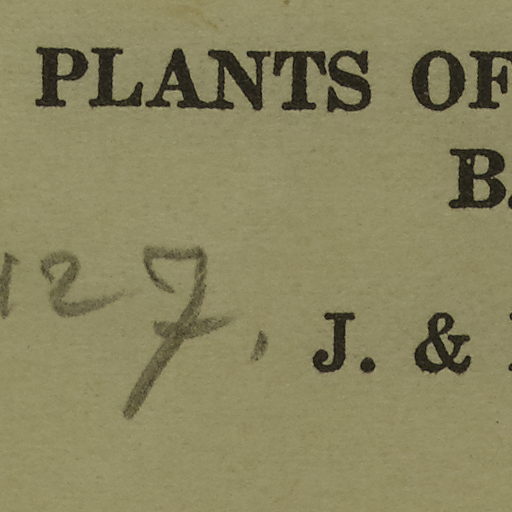 PLANTS OF
B.
127.
J. &